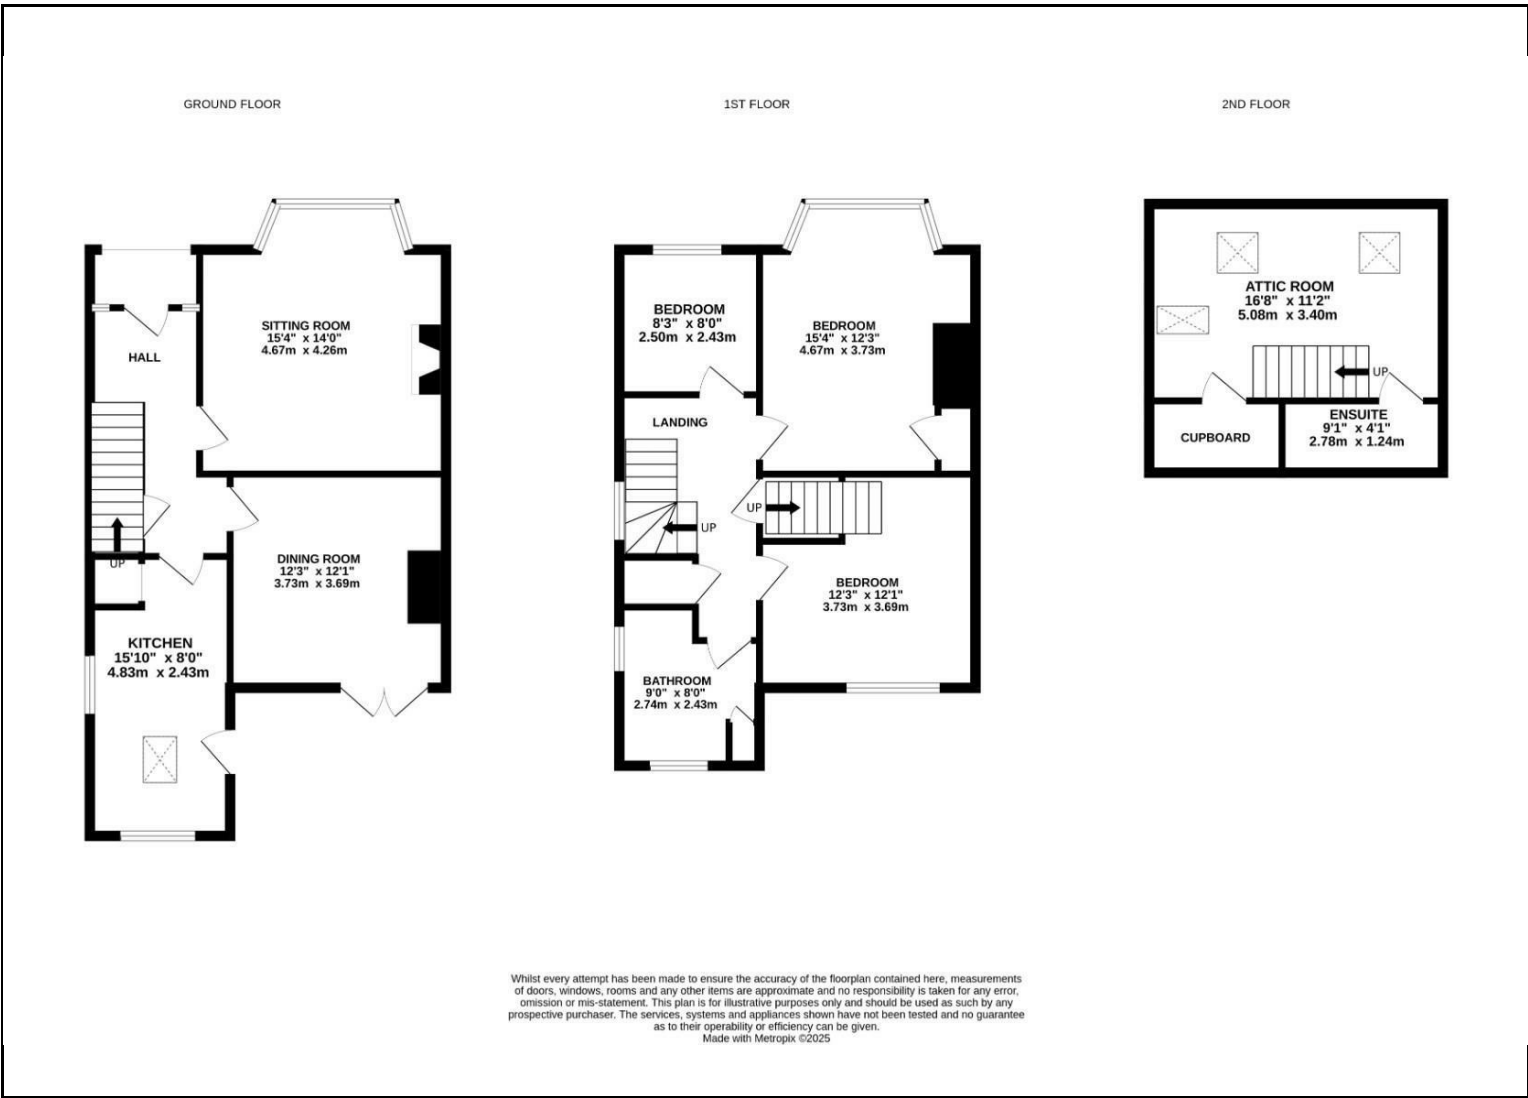 GROUND FLOOR
SITTING ROOM
15'4" x 14'0"
4.67m x 4.26m
HALL
UP
DINING ROOM
12'3" x 12'1"
3.73m x 3.69m
KITCHEN
15'10" x 8'0"
4.83m x 2.43m
1ST FLOOR
BEDROOM
8'3" x 8'0"
2.50m x 2.43m
BEDROOM
15'4" x 12'3"
4.67m x 3.73m
LANDING
UP
UP
BEDROOM
12'3" x 12'1"
3.73m x 3.69m
BATHROOM
9'0" x 8'0"
2.74m x 2.43m
2ND FLOOR
ATTIC ROOM
16'8" x 11'2"
5.08m x 3.40m
UP
CUPBOARD
ENSUITE
9'1" x 4'1"
2.78m x 1.24m
Whilst every attempt has been made to ensure the accuracy of the floorplan contained here, measurements
of doors, windows, rooms and any other items are approximate and no responsibility is taken for any error,
omission or mis-statement. This plan is for illustrative purposes only and should be used as such by any
prospective purchaser. The services, systems and appliances shown have not been tested and no guarantee
as to their operability or efficiency can be given.
Made with Metropix ©2025